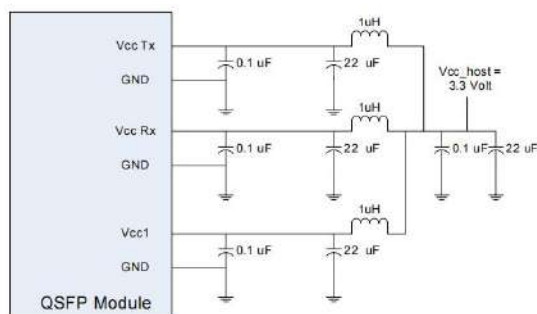 1uH
Vcc Tx
0.1 uF
22 uF
GND
Vcc_host =
3.3 Volt
1uH
Vcc Rx
0.1 uF
22 uF
0.1 uF
22 uF
GND
1uH
Vcc1
0.1 uF
22 uF
GND
QSFP Module